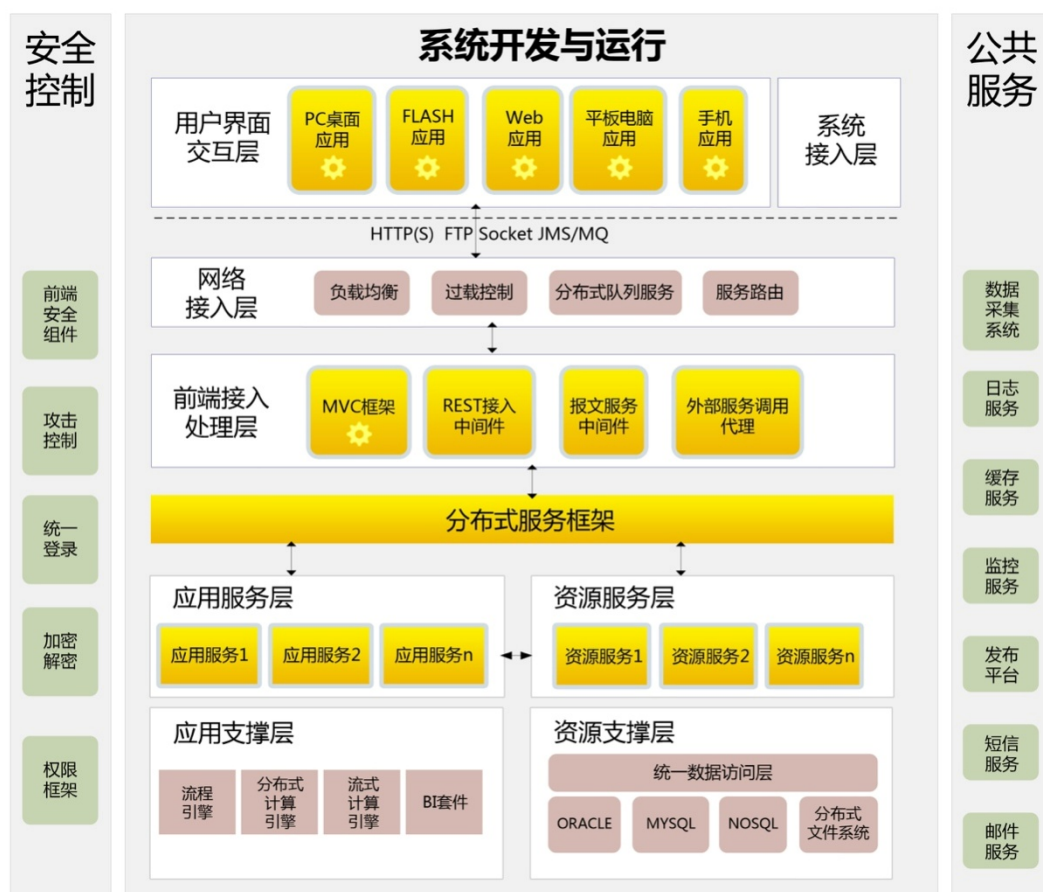 安全
控制
前端
安全
组件
攻击
控制
统一
登录
加密
解密
权限
框架
系统开发与运行
用户界面
交互层
PC桌面
应用
FLASH
应用
Web
应用
平板电脑
应用
手机
应用
系统
接入层
HTTP(S) FTP Socket JMS/MQ
网络
接入层
负载均衡
过载控制
分布式队列服务
服务路由
前端接入
处理层
MVC框架
REST接入
中间件
报文服务
中间件
外部服务调用
代理
分布式服务框架
应用服务层
应用服务1
应用服务2
应用服务n
资源服务层
资源服务1
资源服务2
资源服务n
应用支撑层
流程
引擎
分布式
计算
引擎
流式
计算
引擎
BI套件
资源支撑层
统一数据访问层
ORACLE
MYSQL
NOSQL
分布式
文件系统
公共
服务
数据
采集
系统
日志
服务
缓存
服务
监控
服务
发布
平台
短信
服务
邮件
服务